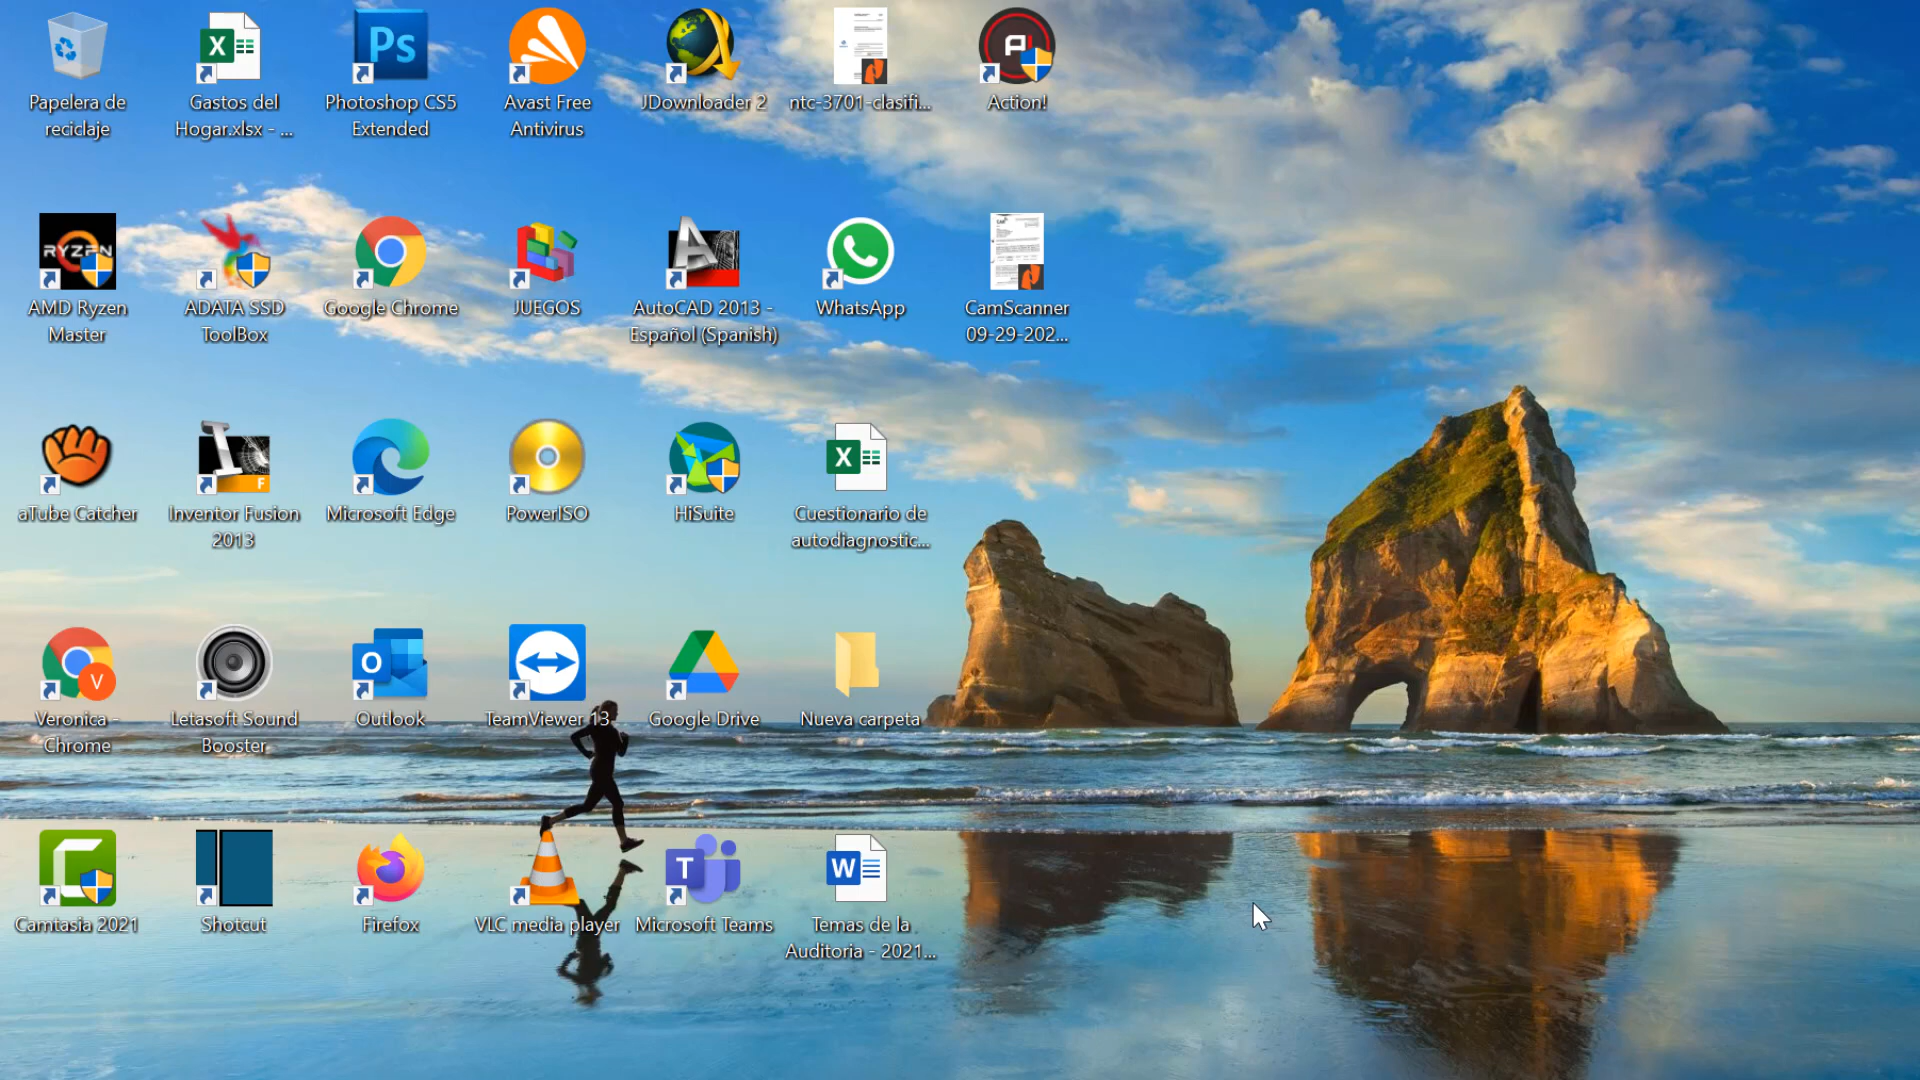 Papelera de
reciclaje
Gastos del
Hogar.xlsx - ...
Ps
Photoshop CS5
Extended
Avast Free
Antivirus
JDownloader 2
ntc-3701-clasifi...
Action!
RYZEN
AMD Ryzen
Master
ADATA SSD
ToolBox
Google Chrome
JUEGOS
AutoCAD 2013 -
Español (Spanish)
WhatsApp
CamScanner
09-29-202...
aTube Catcher
Inventor Fusion
2013
Microsoft Edge
PowerISO
HiSuite
Cuestionario de
autodiagnostic...
V
Veronica -
Chrome
Letasoft Sound
Booster
Outlook
TeamViewer 13
Google Drive
Nueva carpeta
Camtasia 2021
Shotcut
Firefox
VLC media player
Microsoft Teams
Temas de la
Auditoria - 2021...